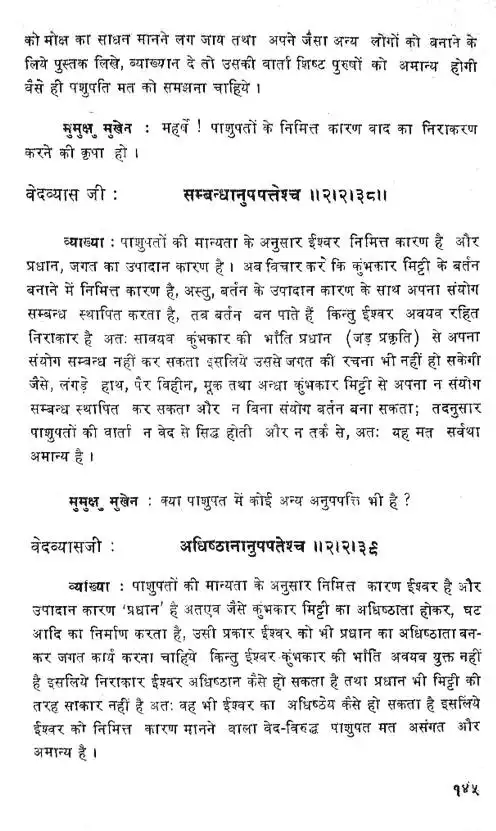 को मोक्ष का साधन मानने लग जाय तथा अपने जैसा अन्य लोगों को बनाने के
लिये पुस्तक लिखे, व्याख्यान दे तो उसकी वार्ता शिष्ट पुरुषों को अमान्य होगी
वैसे ही पशुपति मत को समझना चाहिये ।
मुमुक्षु मुखेन : महर्षे ! पाशुपतों के निमित्त कारण वाद का निराकरण
करने की कृपा हो ।
वेदव्यास जी : सम्बन्धानुपपत्तेश्च ॥२।२।३८॥
व्याख्या : पाशुपतों की मान्यता के अनुसार ईश्वर निमित्त कारण है और
प्रधान, जगत का उपादान कारण है । अब विचार करे कि कुंभकार मिट्टी के बर्तन
बनाने में निमित्त कारण है, अस्तु, बर्तन के उपादान कारण के साथ अपना संयोग
सम्बन्ध स्थापित करता है, तब बर्तन बन पाते हैं किन्तु ईश्वर अवयव रहित
निराकार है अतः सावयव कुंभकार की भाँति प्रधान (जड़ प्रकृति) से अपना
संयोग सम्बन्ध नहीं कर सकता इसलिये उससे जगत की रचना भी नहीं हो सकेगी
जैसे, लंगड़े हाथ, पैर विहीन, मूक तथा अन्धा कुंभकार मिट्टी से अपना न संयोग
सम्बन्ध स्थापित कर सकता और न बिना संयोग बर्तन बना सकता; तदनुसार
पाशुपतों की वार्ता न वेद से सिद्ध होती और न तर्क से, अतः यह मत सर्वथा
अमान्य है ।
मुमुक्षु मुखेन : क्या पाशुपत में कोई अन्य अनुपपत्ति भी है ?
वेदव्यासजी : अधिष्ठानानुपपतेश्च ॥२।२।३९
व्यांख्या : पाशुपतों की मान्यता के अनुसार निमित्त कारण ईश्वर है और
उपादान कारण ‘प्रधान’ है अतएव जैसे कुंभकार मिट्टी का अधिष्ठाता होकर, घट
आदि का निर्माण करता है, उसी प्रकार ईश्वर को भी प्रधान का अधिष्ठाता बन-
कर जगत कार्य करना चाहिये किन्तु ईश्वर कुंभकार की भाँति अवयव युक्त नहीं
है इसलिये निराकार ईश्वर अधिष्ठान कैसे हो सकता है तथा प्रधान भी मिट्टी की
तरह साकार नहीं है अतः वह भी ईश्वर का अधिष्ठेय कैसे हो सकता है इसलिये
ईश्वर को निमित्त कारण मानने वाला वेद-विरुद्ध पाशुपत मत असंगत और
अमान्य है ।
१४५